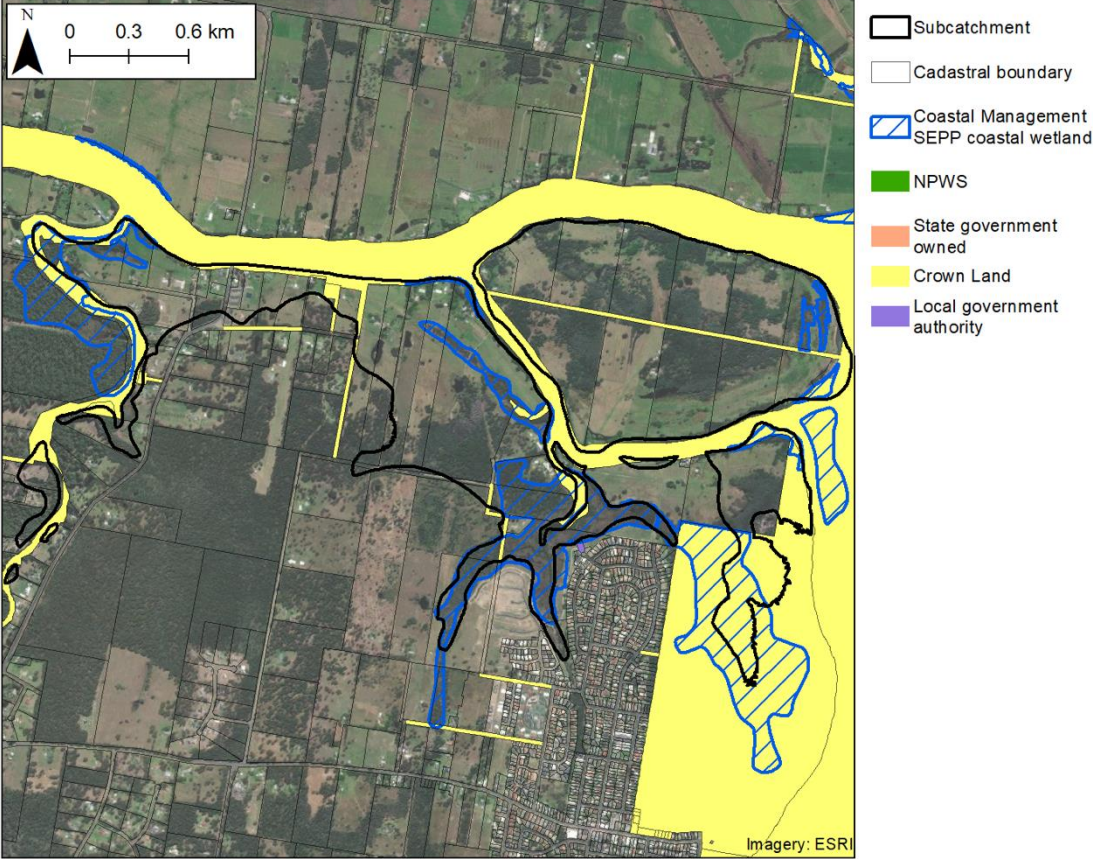 N
0 0.3 0.6 km
Subcatchment
Cadastral boundary
Coastal Management
SEPP coastal wetland
NPWS
State government
owned
Crown Land
Local government
authority
Imagery: ESRI